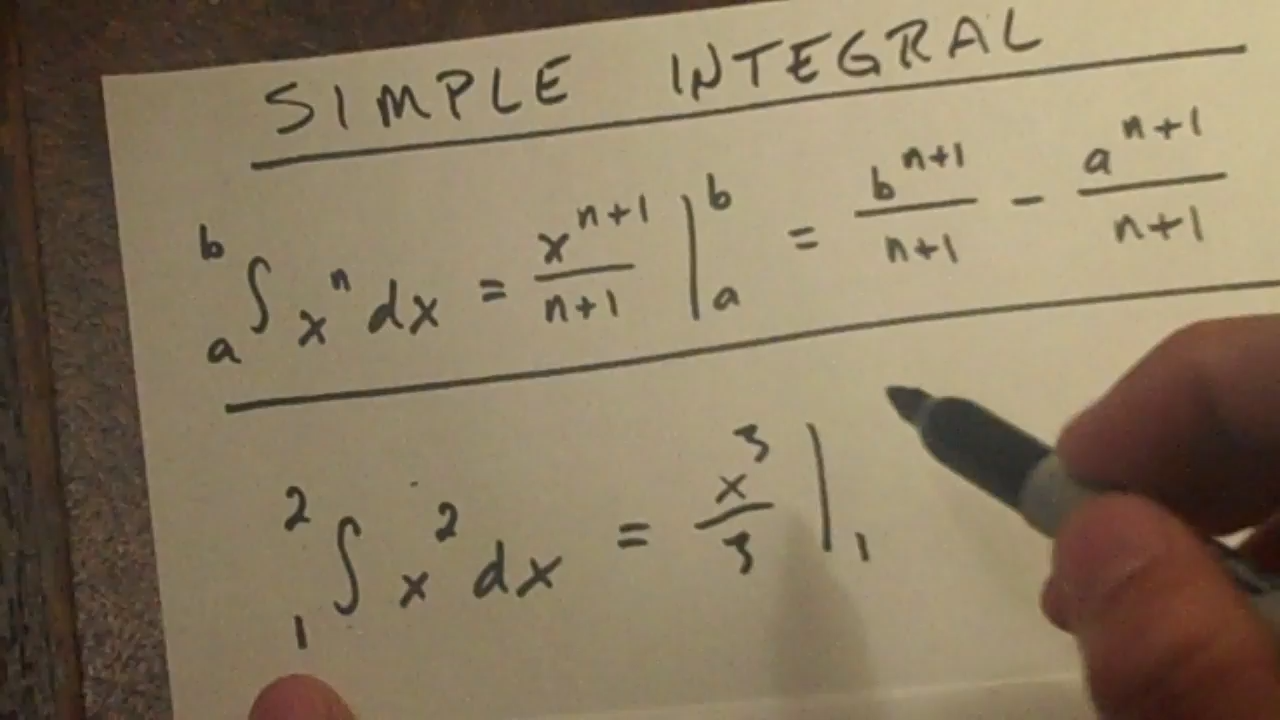 SIMPLE INTEGRAL
a∫b xⁿ dx = xⁿ⁺¹/n+1 |ab = bⁿ⁺¹/n+1 − aⁿ⁺¹/n+1
1∫2 x² dx = x³/3 |1